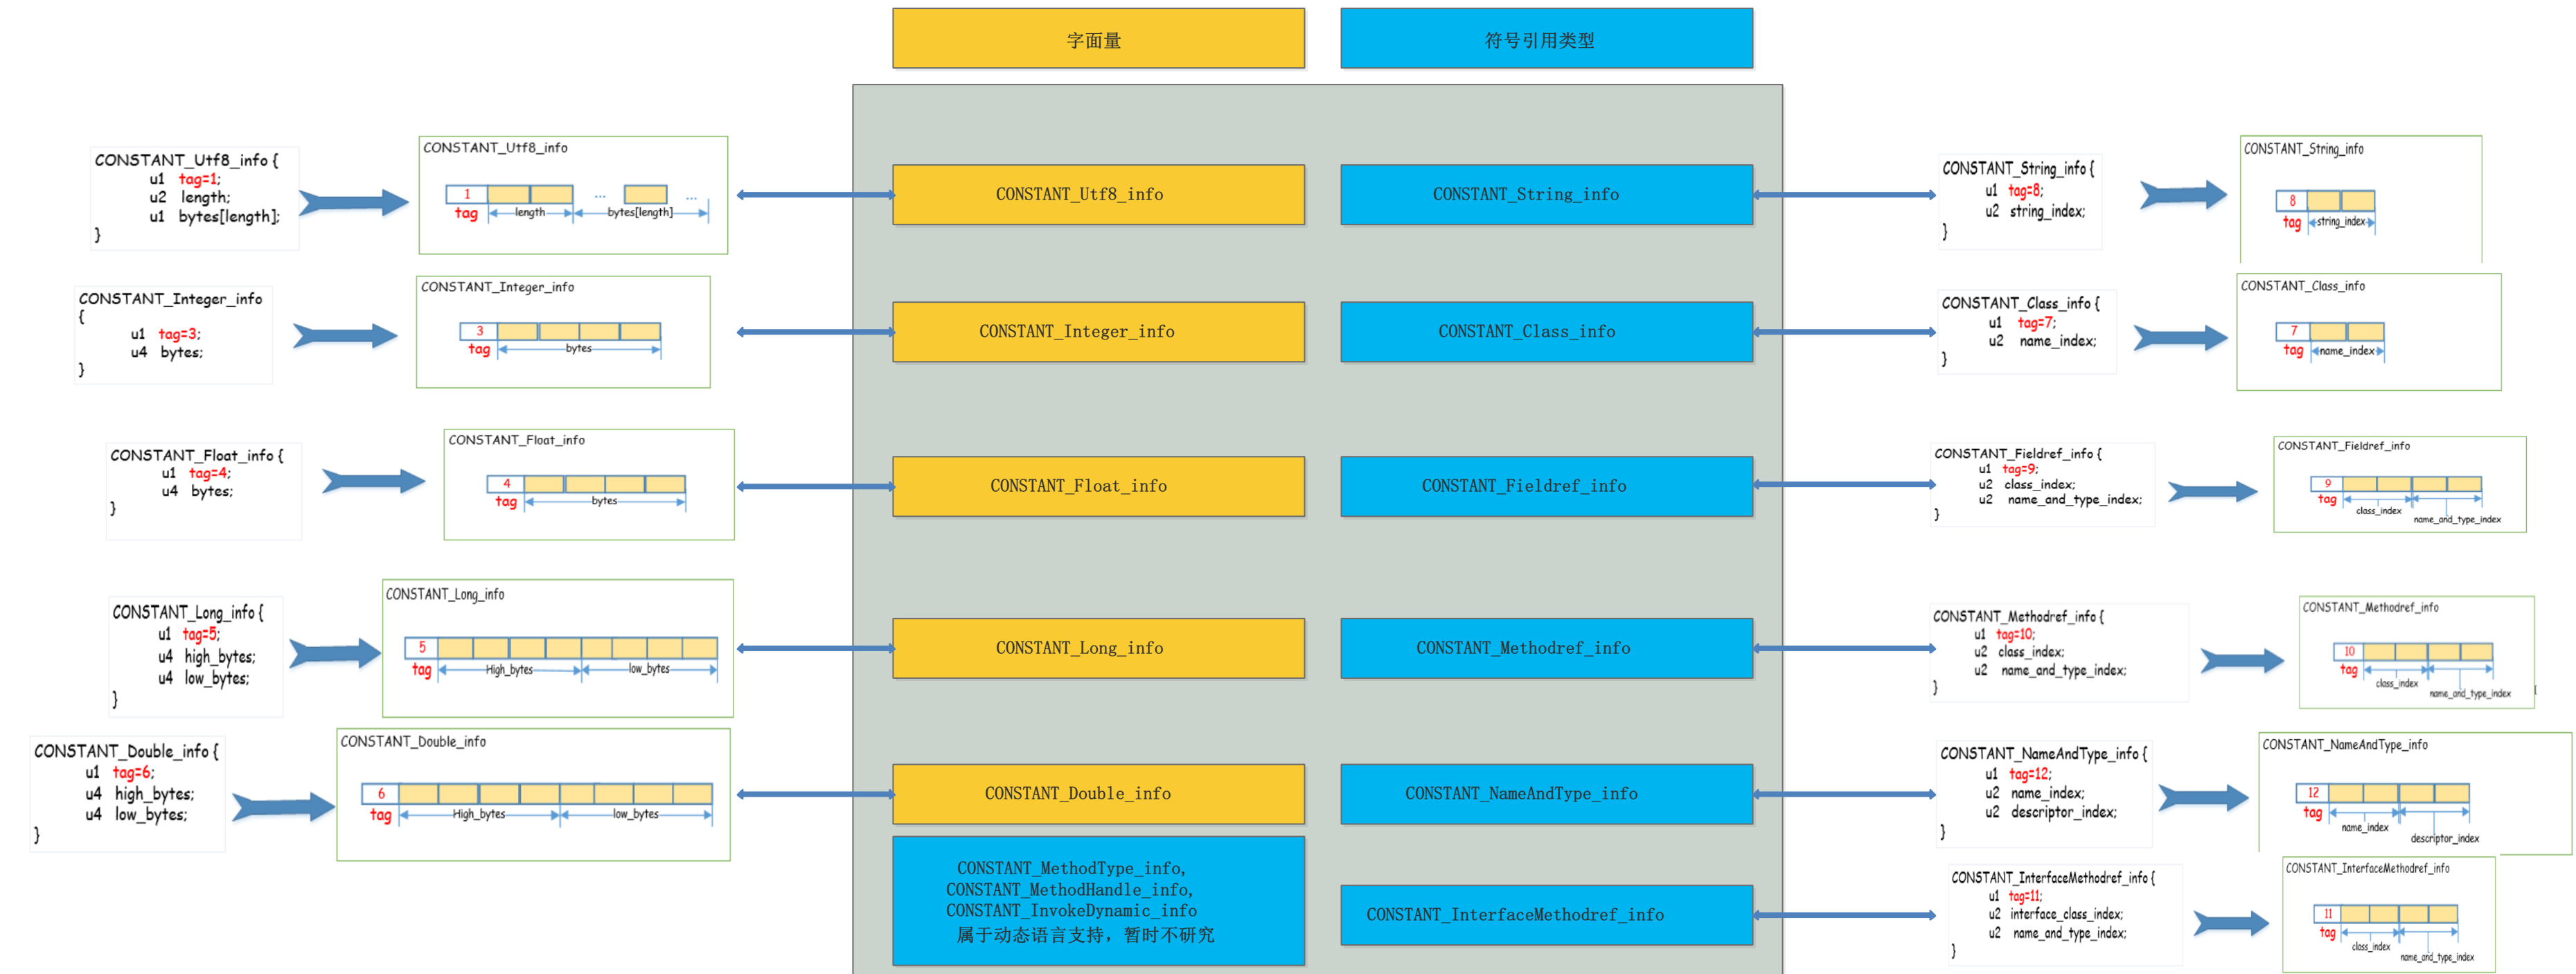 字面量
符号引用类型
CONSTANT_Utf8_info {
u1 tag=1;
u2 length;
u1 bytes[length];
}
CONSTANT_Utf8_info
1
... ...
tag
length
bytes[length]
CONSTANT_Utf8_info
CONSTANT_String_info
CONSTANT_String_info {
u1 tag=8;
u2 string_index;
}
CONSTANT_String_info
8
tag
string_index
CONSTANT_Integer_info
{
u1 tag=3;
u4 bytes;
}
CONSTANT_Integer_info
3
tag
bytes
CONSTANT_Integer_info
CONSTANT_Class_info
CONSTANT_Class_info {
u1 tag=7;
u2 name_index;
}
CONSTANT_Class_info
7
tag
name_index
CONSTANT_Float_info {
u1 tag=4;
u4 bytes;
}
CONSTANT_Float_info
4
tag
bytes
CONSTANT_Float_info
CONSTANT_Fieldref_info
CONSTANT_Fieldref_info {
u1 tag=9;
u2 class_index;
u2 name_and_type_index;
}
CONSTANT_Fieldref_info
9
tag
class_index
name_and_type_index
CONSTANT_Long_info {
u1 tag=5;
u4 high_bytes;
u4 low_bytes;
}
CONSTANT_Long_info
5
tag
High_bytes
low_bytes
CONSTANT_Long_info
CONSTANT_Methodref_info
CONSTANT_Methodref_info {
u1 tag=10;
u2 class_index;
u2 name_and_type_index;
}
CONSTANT_Methodref_info
10
tag
class_index
name_and_type_index
CONSTANT_Double_info {
u1 tag=6;
u4 high_bytes;
u4 low_bytes;
}
CONSTANT_Double_info
6
tag
High_bytes
low_bytes
CONSTANT_Double_info
CONSTANT_NameAndType_info
CONSTANT_NameAndType_info {
u1 tag=12;
u2 name_index;
u2 descriptor_index;
}
CONSTANT_NameAndType_info
12
tag
name_index
descriptor_index
CONSTANT_MethodType_info,
CONSTANT_MethodHandle_info,
CONSTANT_InvokeDynamic_info
属于动态语言支持，暂时不研究
CONSTANT_InterfaceMethodref_info
CONSTANT_InterfaceMethodref_info {
u1 tag=11;
u2 interface_class_index;
u2 name_and_type_index;
}
CONSTANT_InterfaceMethodref_info
11
tag
class_index
name_and_type_index